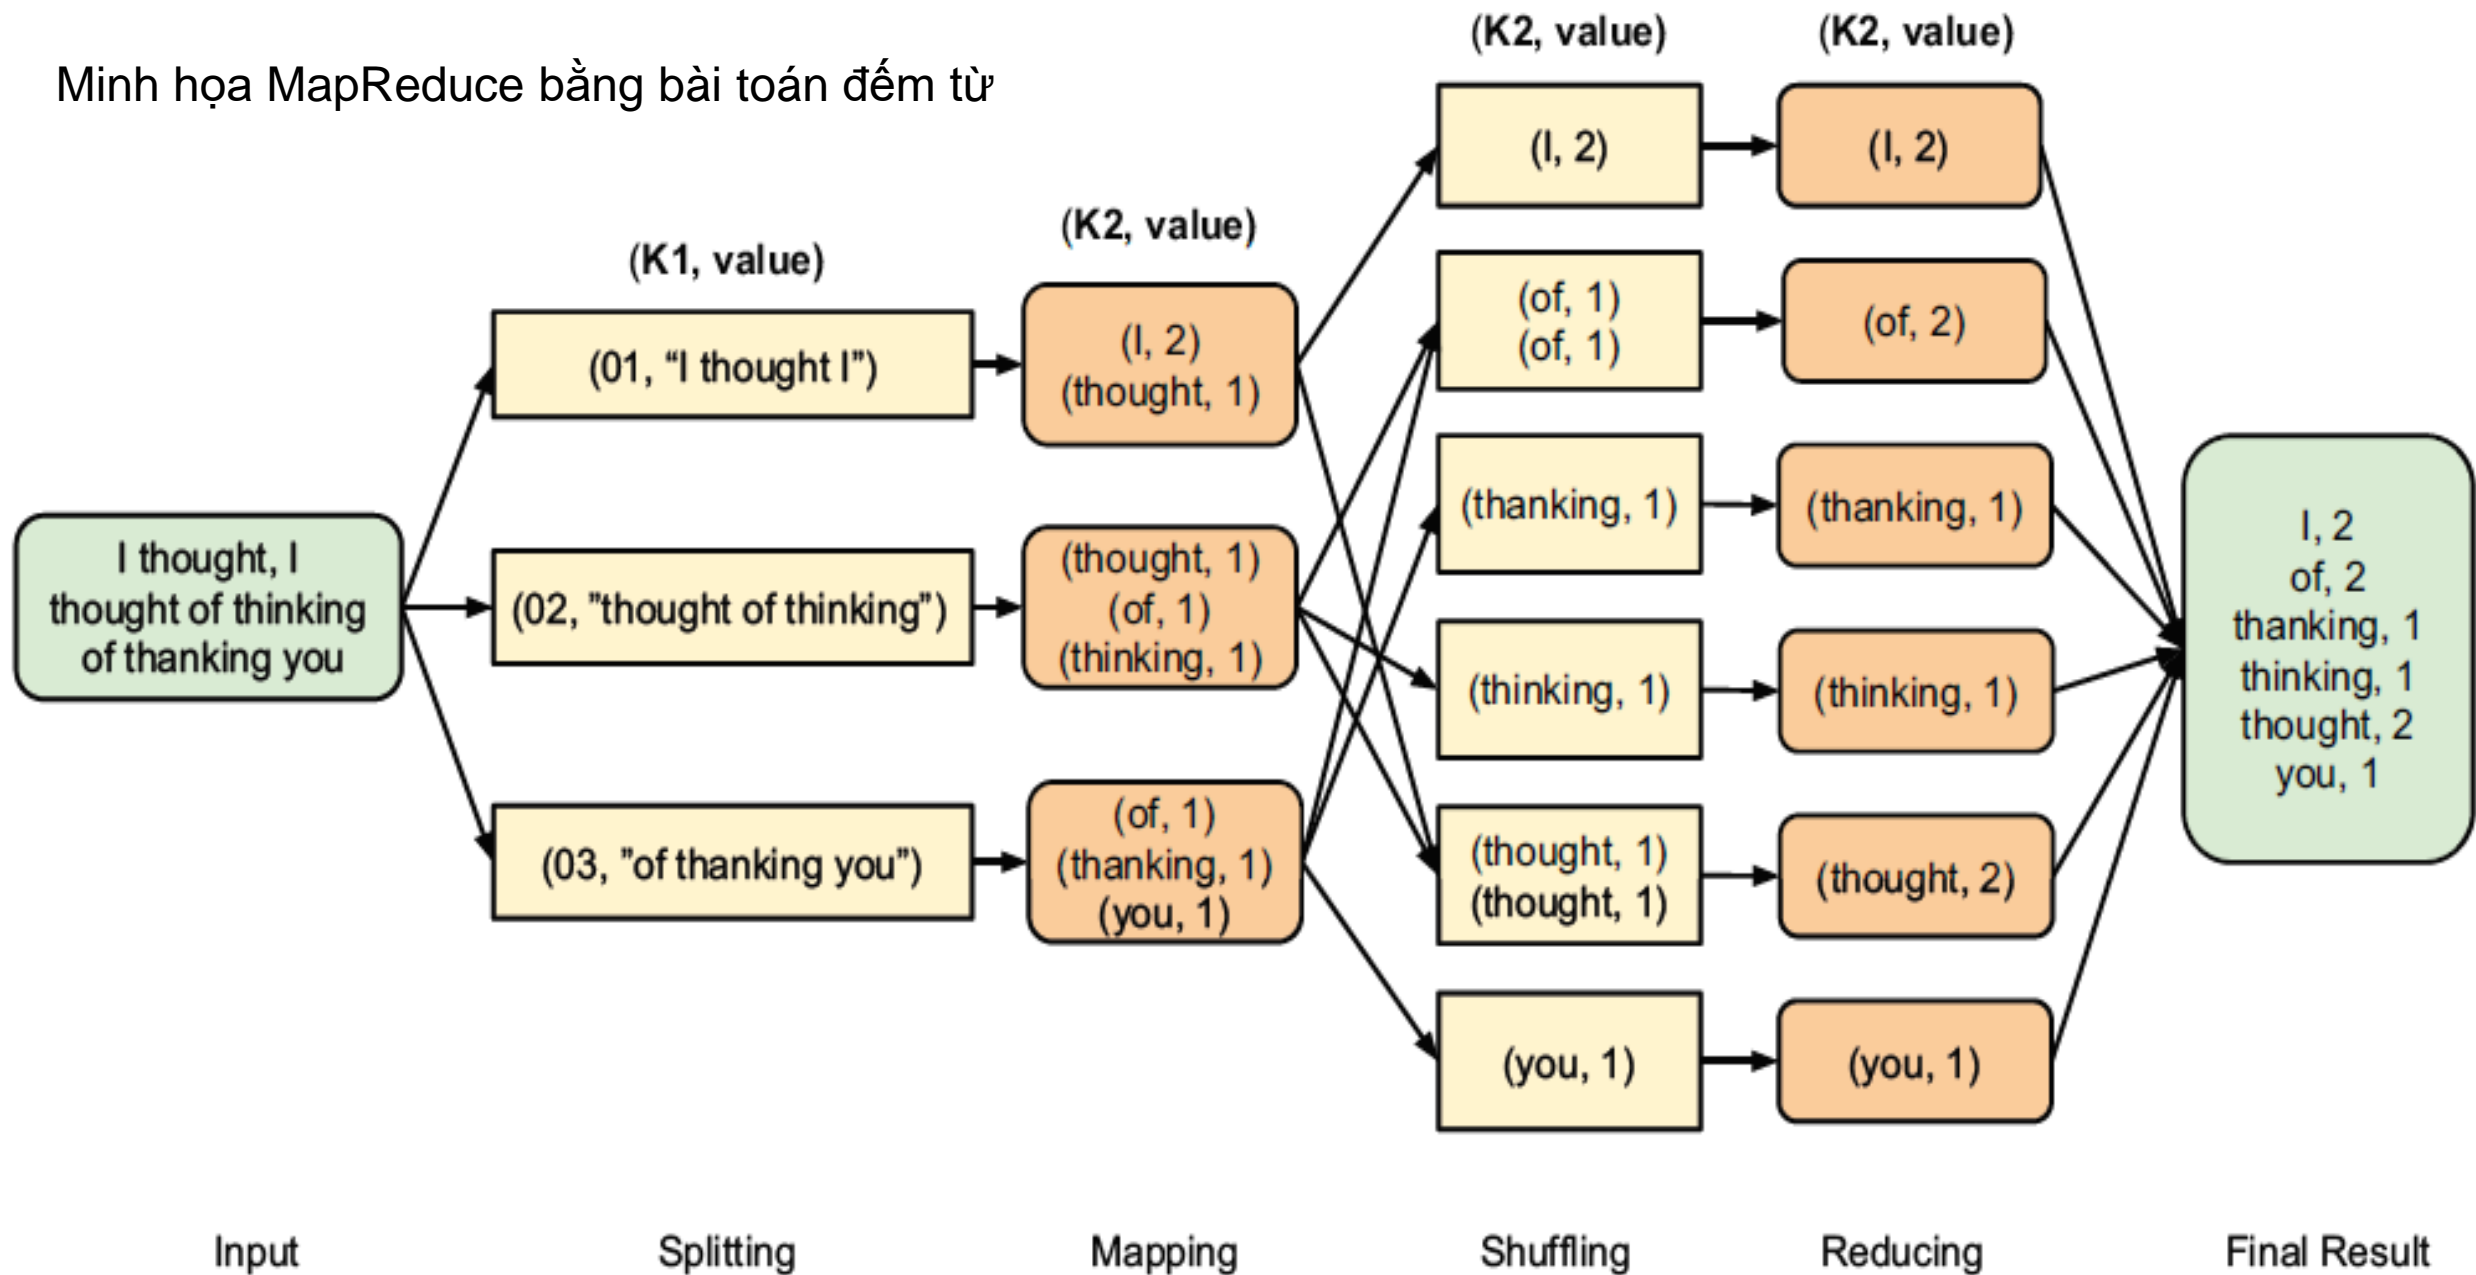 Minh họa MapReduce bằng bài toán đếm từ
I thought, I
thought of thinking
of thanking you
Input
(K1, value)
(01, “I thought I”)
(02, ”thought of thinking”)
(03, ”of thanking you”)
Splitting
(K2, value)
(I, 2)
(thought, 1)
(thought, 1)
(of, 1)
(thinking, 1)
(of, 1)
(thanking, 1)
(you, 1)
Mapping
(K2, value)
(I, 2)
(of, 1)
(of, 1)
(thanking, 1)
(thinking, 1)
(thought, 1)
(thought, 1)
(you, 1)
Shuffling
(K2, value)
(I, 2)
(of, 2)
(thanking, 1)
(thinking, 1)
(thought, 2)
(you, 1)
Reducing
I, 2
of, 2
thanking, 1
thinking, 1
thought, 2
you, 1
Final Result